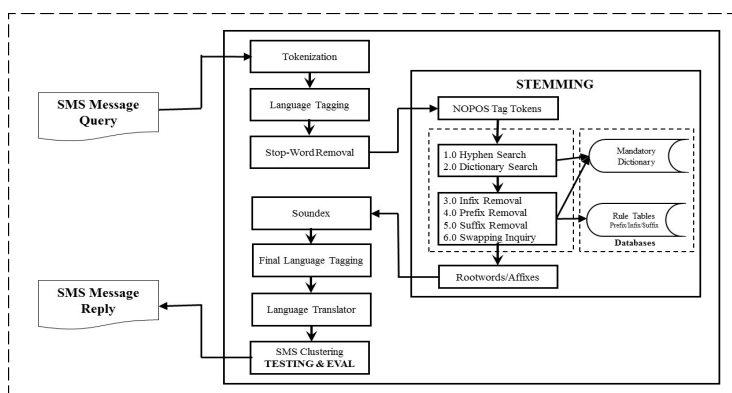 SMS Message
Query
Tokenization
Language Tagging
Stop-Word Removal
STEMMING
NOPOS Tag Tokens
1.0 Hyphen Search
2.0 Dictionary Search
3.0 Infix Removal
4.0 Prefix Removal
5.0 Suffix Removal
6.0 Swapping Inquiry
Mandatory
Dictionary
Rule Tables
Prefix/Infix/Suffix
Databases
Rootwords/Affixes
Soundex
Final Language Tagging
Language Translator
SMS Clustering
TESTING & EVAL
SMS Message
Reply